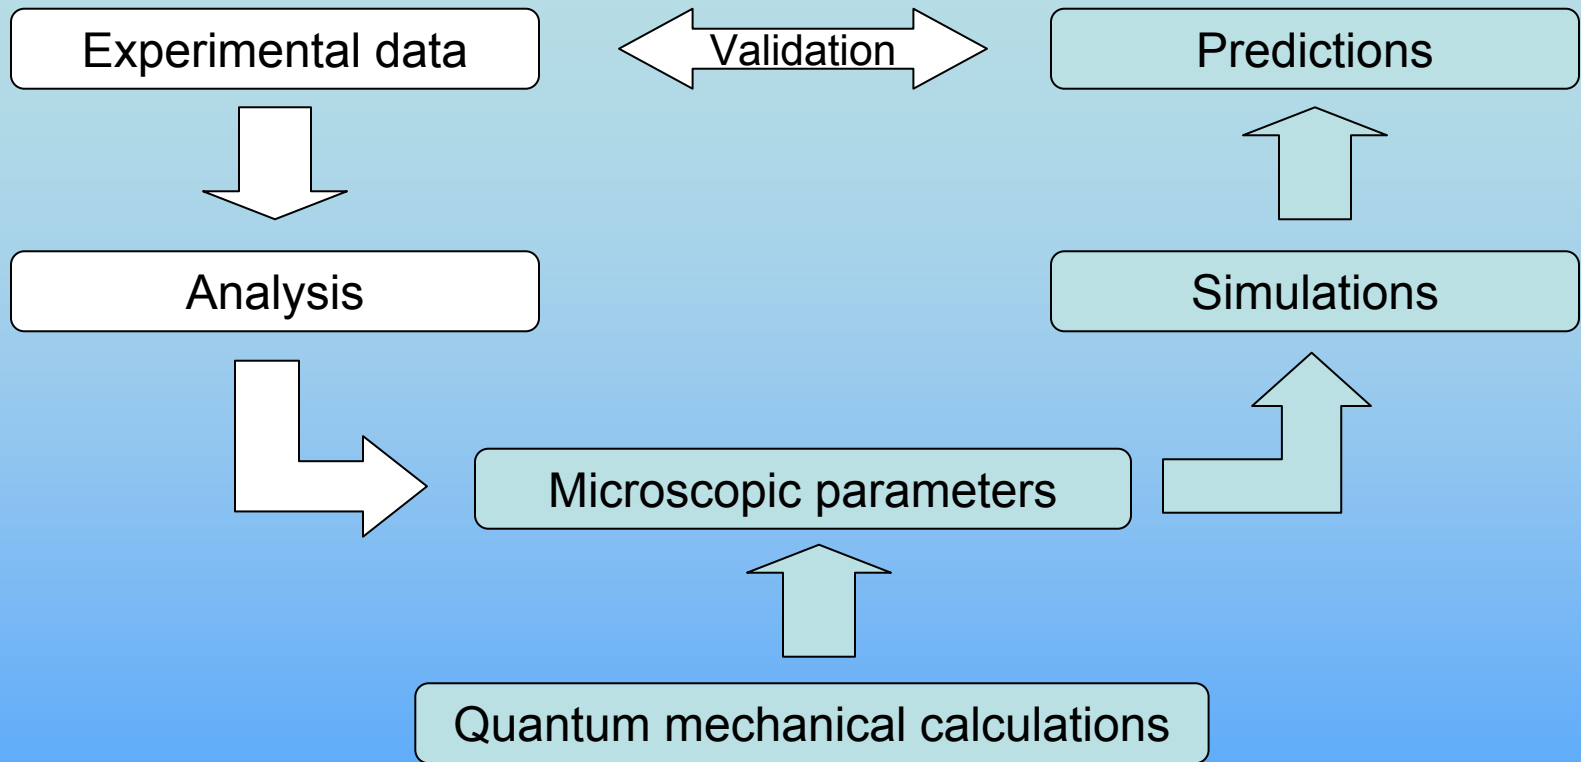 Experimental data
Validation
Predictions
Analysis
Simulations
Microscopic parameters
Quantum mechanical calculations